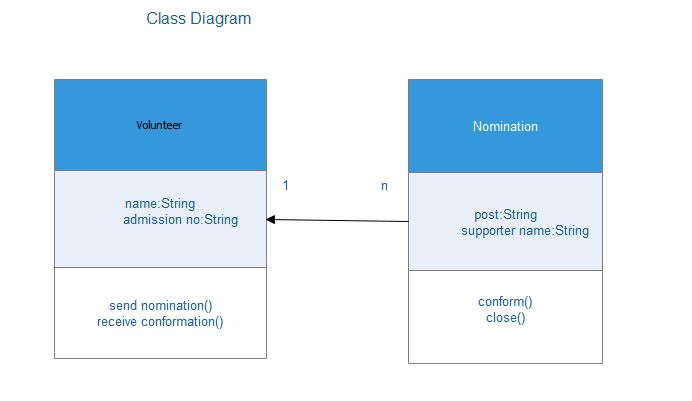 Class Diagram
Volunteer
name:String
admission no:String
send nomination()
receive conformation()
1
n
Nomination
post:String
supporter name:String
conform()
close()